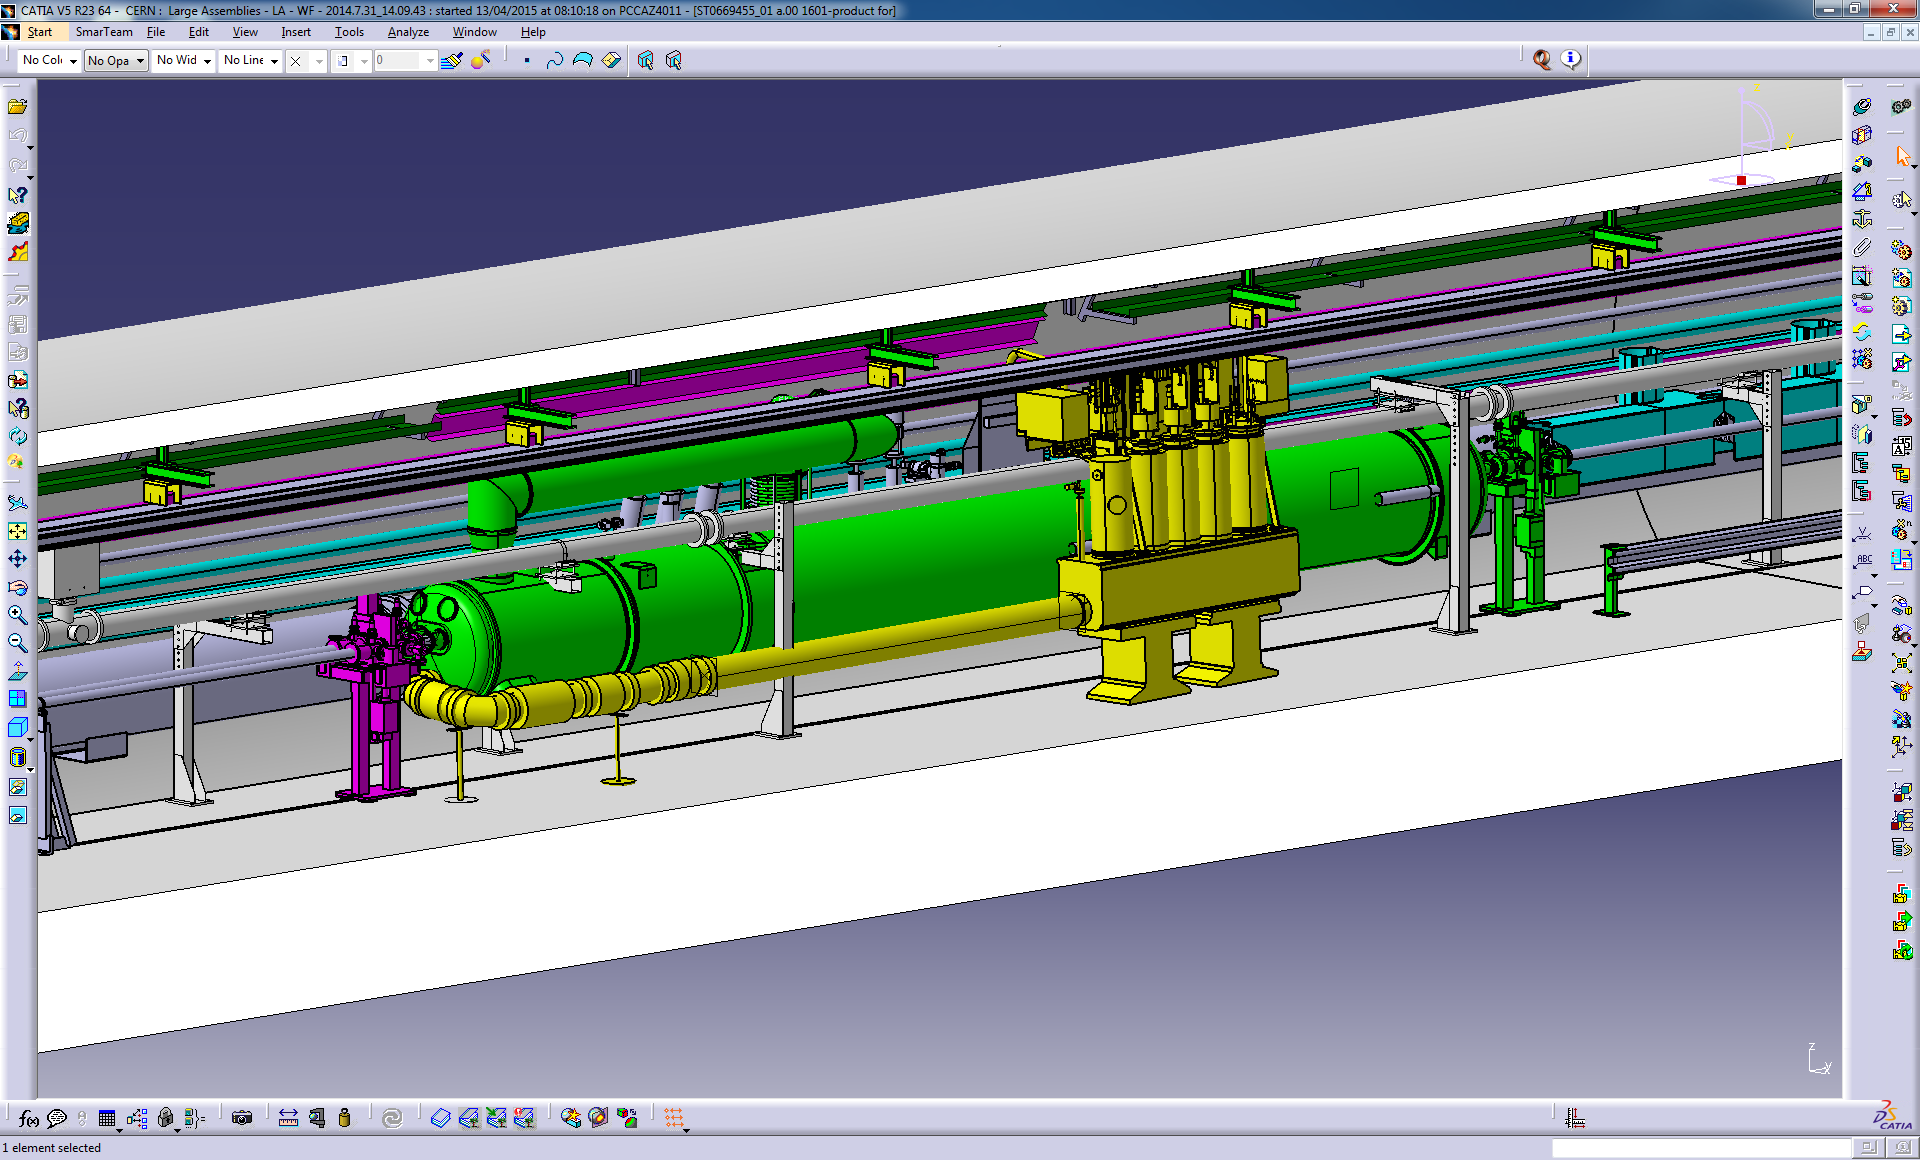 CATIA V5 R23 64 - CERN : Large Assemblies - LA - WF - 2014.7.31_14.09.43 : started 13/04/2015 at 08:10:18 on PCCAZ4011 - [ST0669455_01 a.00 1601-product for]
Start SmarTeam File Edit View Insert Tools Analyze Window Help
No Col No Opa No Wid No Line 0
z
ABC
z
f(x)
CATIA
1 element selected